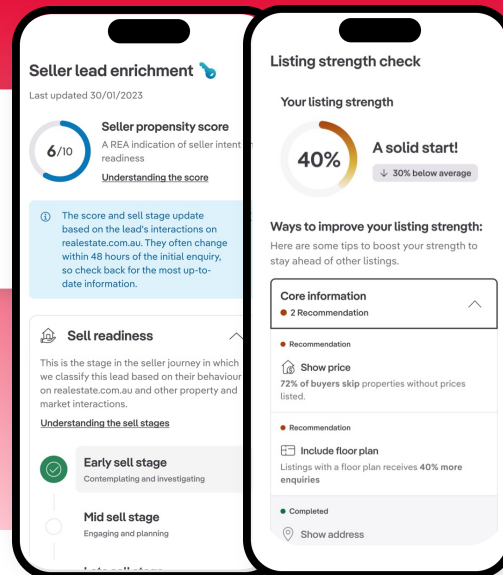 Seller lead enrichment
Last updated 30/01/2023
6/10
Seller propensity score
A REA indication of seller intent
readiness
Understanding the score
The score and sell stage update
based on the lead's interactions on
realestate.com.au. They often change
within 48 hours of the initial enquiry,
so check back for the most up-to-
date information.
Sell readiness
This is the stage in the seller journey in which
we classify this lead based on their behaviour
on realestate.com.au and other property and
market interactions.
Understanding the sell stages
Early sell stage
Contemplating and investigating
Mid sell stage
Engaging and planning
Listing strength check
Your listing strength
40%
A solid start!
↓ 30% below average
Ways to improve your listing strength:
Here are some tips to boost your strength to
stay ahead of other listings.
Core information
2 Recommendation
Recommendation
Show price
72% of buyers skip properties without prices
listed.
Recommendation
Include floor plan
Listings with a floor plan receives 40% more
enquiries
Completed
Show address